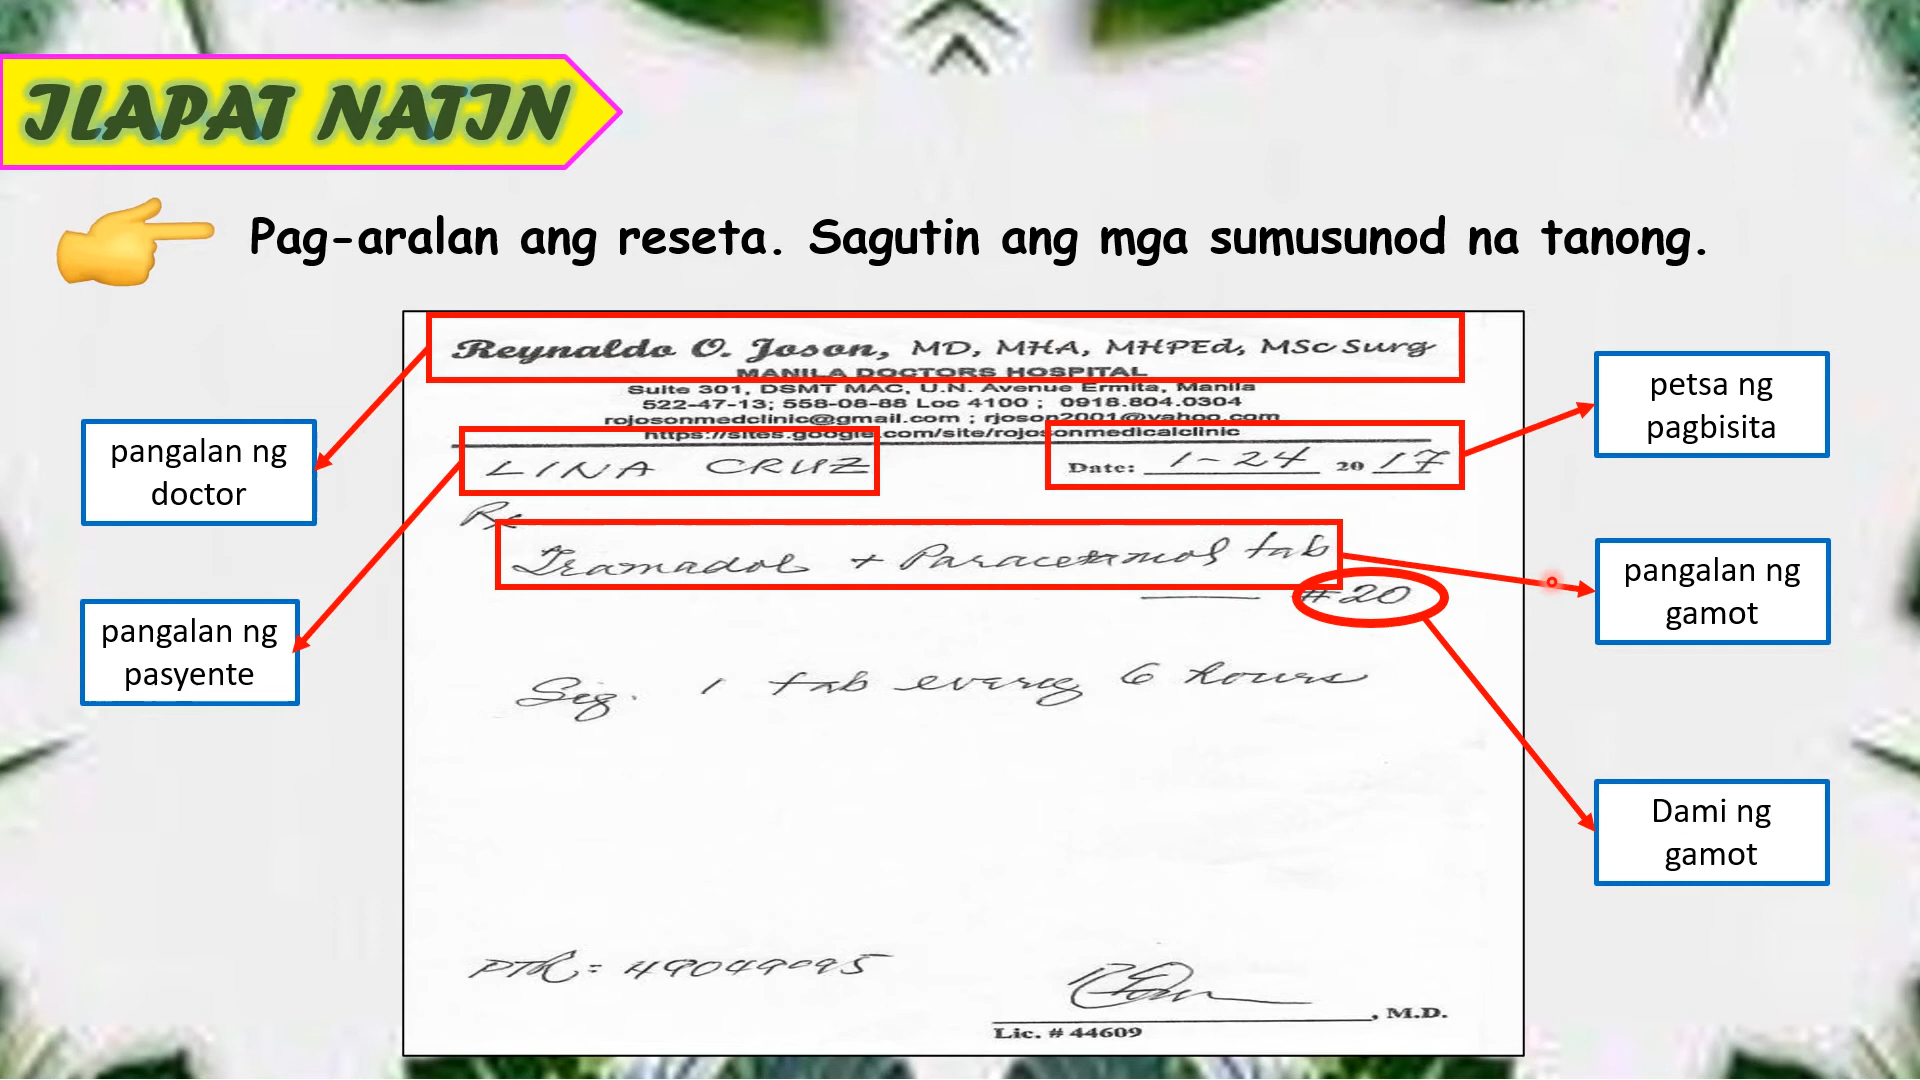 ILAPAT NATIN
Pag-aralan ang reseta. Sagutin ang mga sumusunod na tanong.
Reynaldo O. Joson, MD, MHA, MHPEd, MSc Surg
MANILA DOCTORS HOSPITAL
Suite 301, DSMT MAC, U.N. Avenue Ermita, Manila
522-47-13; 558-08-88 Loc 4100 ; 0918.804.0304
rojosonmedclinic@gmail.com ; rjoson2001@yahoo.com
https://sites.google.com/site/rojosonmedicalclinic
LINA CRUZ
Date: 1-24 2017
Rx
Tramadol + Paracetamol tab
#20
Sig. 1 tab every 6 hours
PTR = 49049095
, M.D.
Lic. # 44609
pangalan ng
doctor
pangalan ng
pasyente
petsa ng
pagbisita
pangalan ng
gamot
Dami ng
gamot